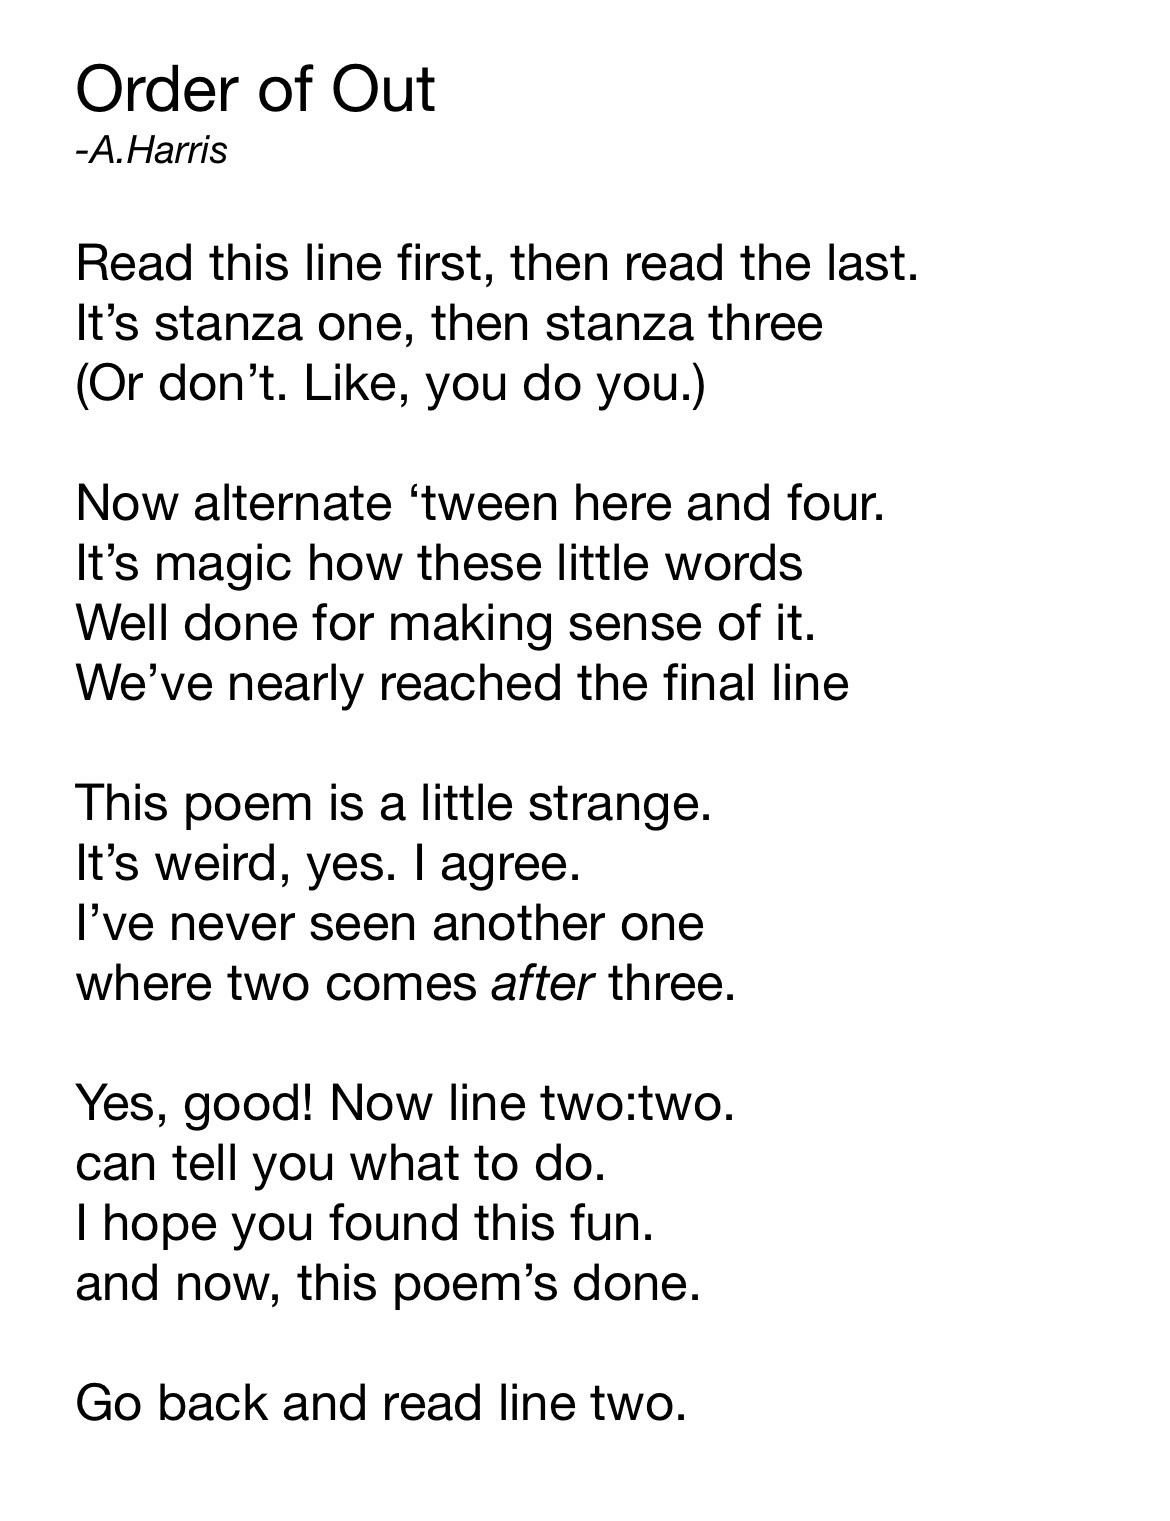 Order of Out
-A.Harris
Read this line first, then read the last.
It’s stanza one, then stanza three
(Or don’t. Like, you do you.)
Now alternate ‘tween here and four.
It’s magic how these little words
Well done for making sense of it.
We’ve nearly reached the final line
This poem is a little strange.
It’s weird, yes. I agree.
I’ve never seen another one
where two comes after three.
Yes, good! Now line two:two.
can tell you what to do.
I hope you found this fun.
and now, this poem’s done.
Go back and read line two.